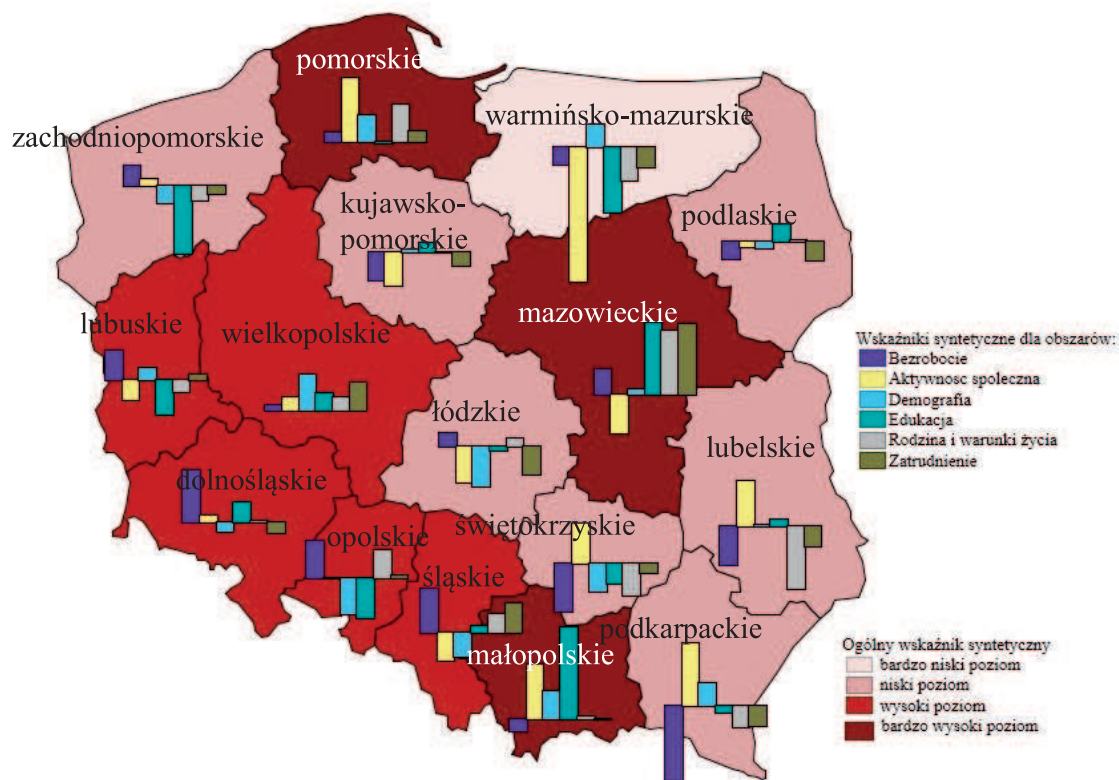 pomorskie
warmińsko-mazurskie
zachodniopomorskie
kujawsko-
pomorskie
podlaskie
lubuskie
wielkopolskie
mazowieckie
łódzkie
lubelskie
dolnośląskie
opolskie
śląskie
świętokrzyskie
małopolskie
podkarpackie
Wskaźniki syntetyczne dla obszarów:
Bezrobocie
Aktywnosc społeczna
Demografia
Edukacja
Rodzina i warunki życia
Zatrudnienie
Ogólny wskaźnik syntetyczny
bardzo niski poziom
niski poziom
wysoki poziom
bardzo wysoki poziom